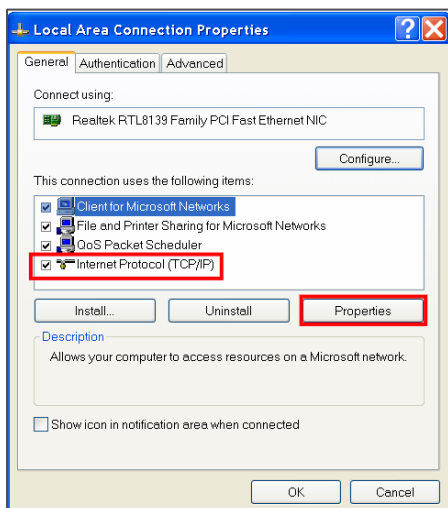 Local Area Connection Properties
General Authentication Advanced
Connect using:
Realtek RTL8139 Family PCI Fast Ethernet NIC
Configure...
This connection uses the following items:
Client for Microsoft Networks
File and Printer Sharing for Microsoft Networks
QoS Packet Scheduler
Internet Protocol (TCP/IP)
Install... Uninstall Properties
Description
Allows your computer to access resources on a Microsoft network.
Show icon in notification area when connected
OK Cancel